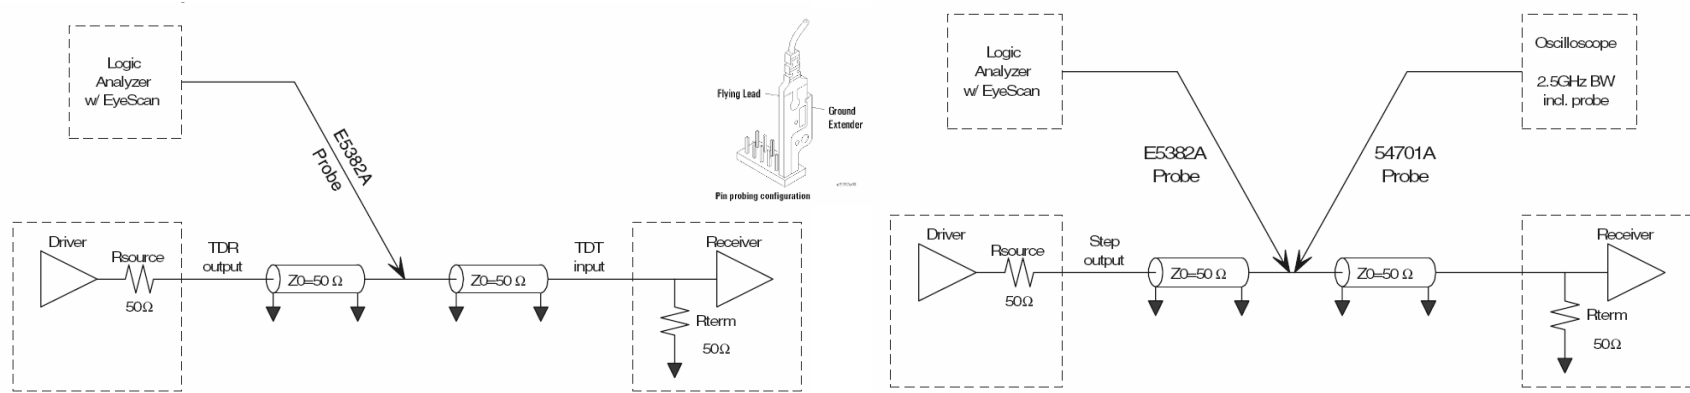 Logic
Analyzer
w/ EyeScan
E5382A
Probe
Flying Lead
Ground
Extender
Pin probing configuration
Driver
Rsource
50Ω
TDR
output
Z0=50 Ω
Z0=50 Ω
TDT
input
Receiver
Rterm
50Ω
Logic
Analyzer
w/ EyeScan
Oscilloscope
2.5GHz BW
incl. probe
E5382A
Probe
54701A
Probe
Driver
Rsource
50Ω
Step
output
Z0=50 Ω
Z0=50 Ω
Receiver
Rterm
50Ω